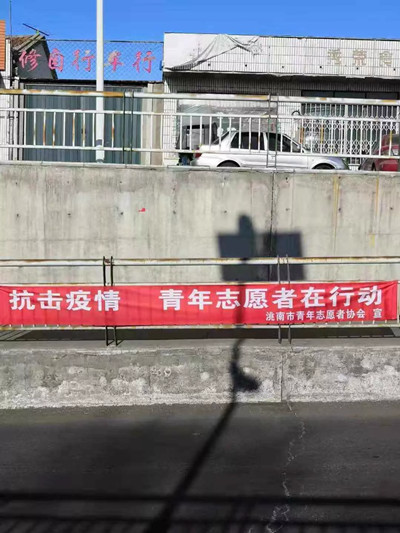 修自行车行
抗击疫情 青年志愿者在行动
洮南市青年志愿者协会 宣